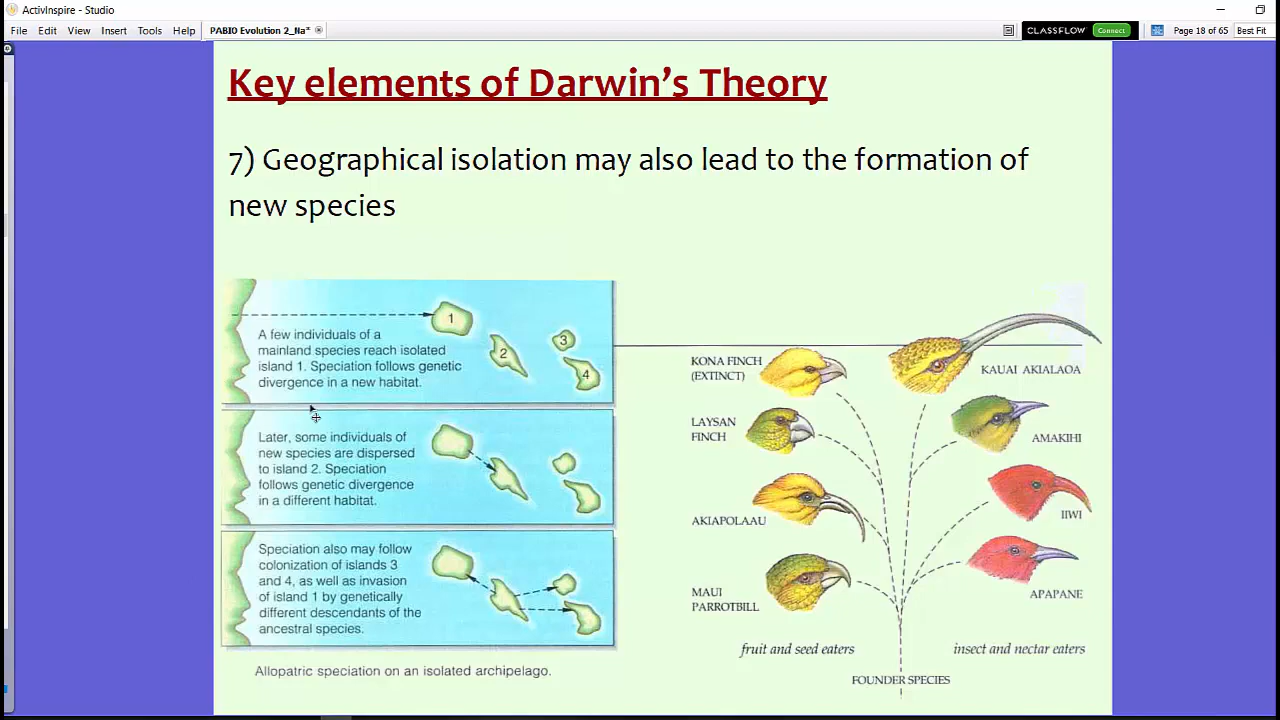 ActivInspire - Studio
File Edit View Insert Tools Help PABIO Evolution 2_Na* CLASSFLOW Connect Page 18 of 65 Best Fit
Key elements of Darwin's Theory
7) Geographical isolation may also lead to the formation of
new species
1
2
3
4
A few individuals of a
mainland species reach isolated
island 1. Speciation follows genetic
divergence in a new habitat.
Later, some individuals of
new species are dispersed
to island 2. Speciation
follows genetic divergence
in a different habitat.
Speciation also may follow
colonization of islands 3
and 4, as well as invasion
of island 1 by genetically
different descendants of the
ancestral species.
Allopatric speciation on an isolated archipelago.
KONA FINCH
(EXTINCT)
KAUAI AKIALAOA
LAYSAN
FINCH
AMAKIHI
AKIAPOLAAU
IIWI
MAUI
PARROTBILL
APAPANE
fruit and seed eaters
insect and nectar eaters
FOUNDER SPECIES